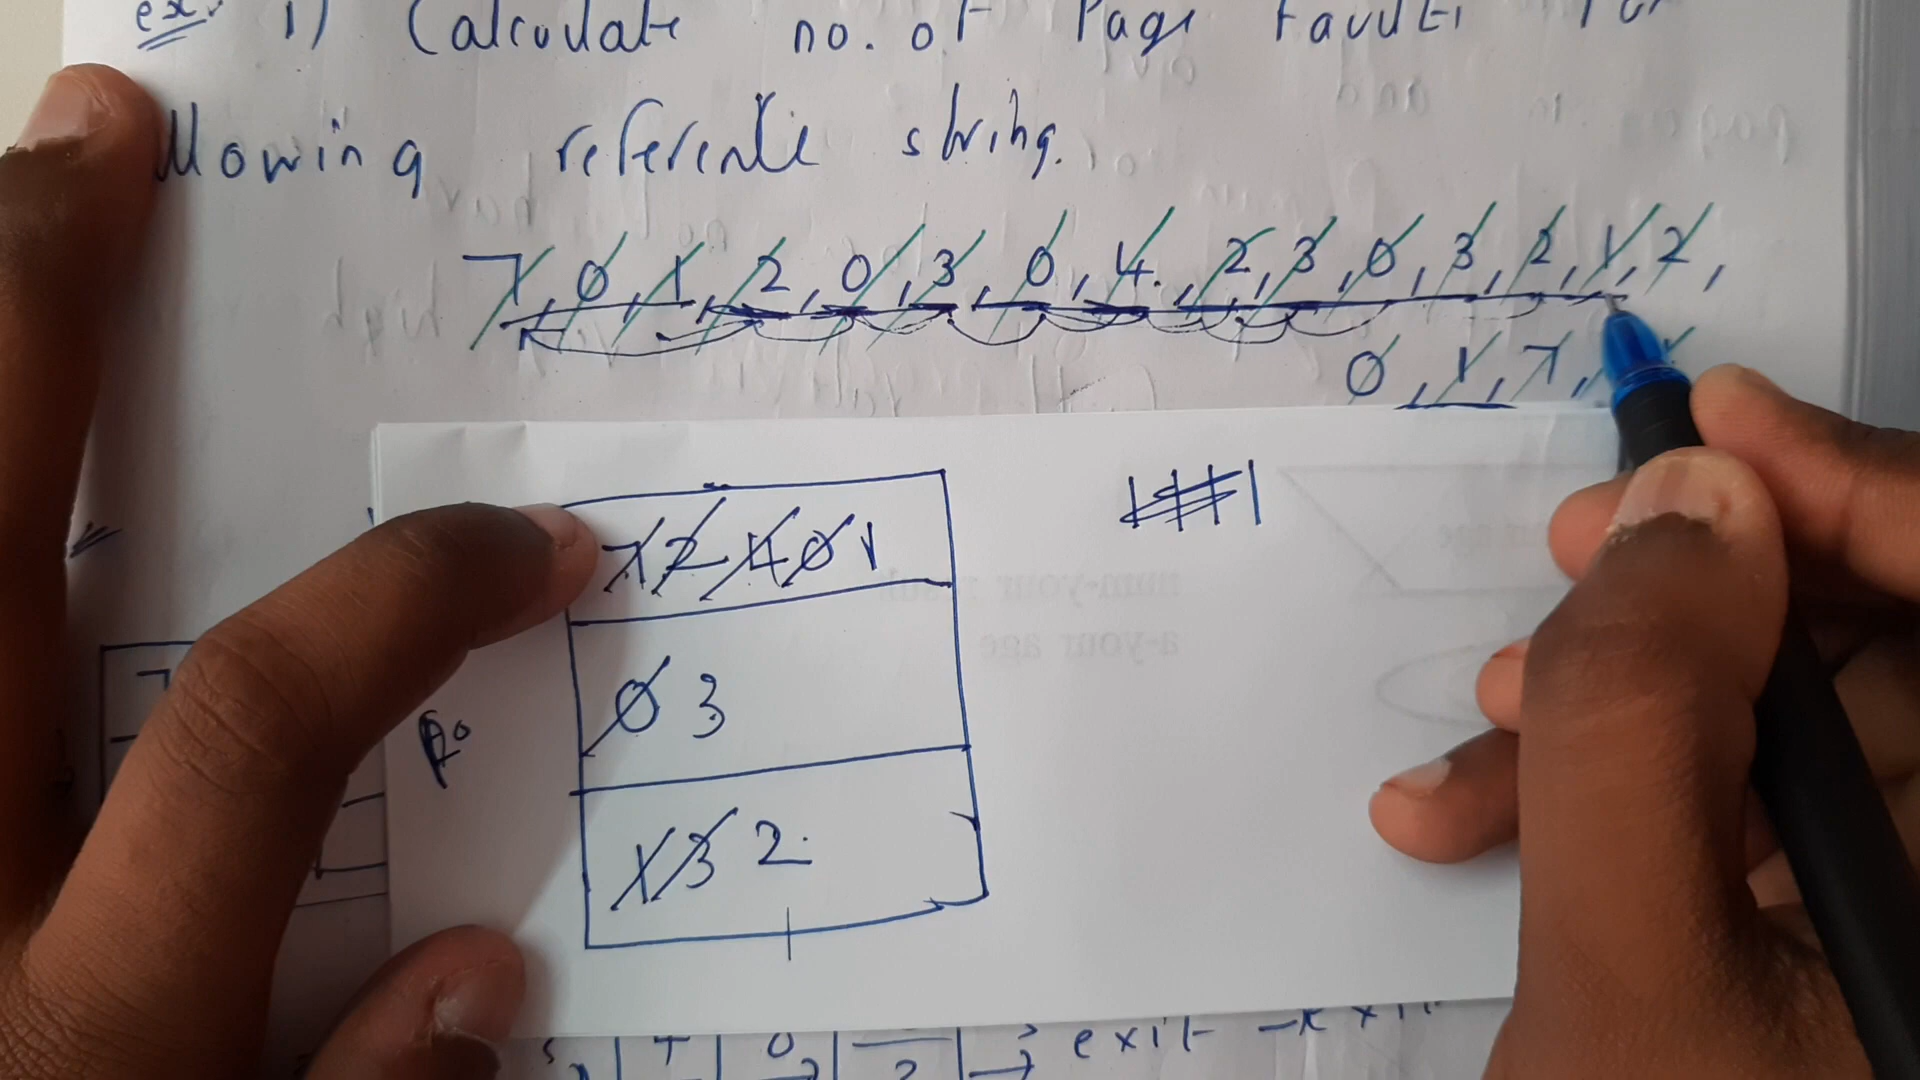 ex. 1) Calculate no. of Page Faults For
llowing reference string.
7, 0, 1, 2, 0, 3, 0, 4, 2, 3, 0, 3, 2, 1, 2,
0, 1, 7,
7 2 4 0 1
0 3
1 3 2
exit